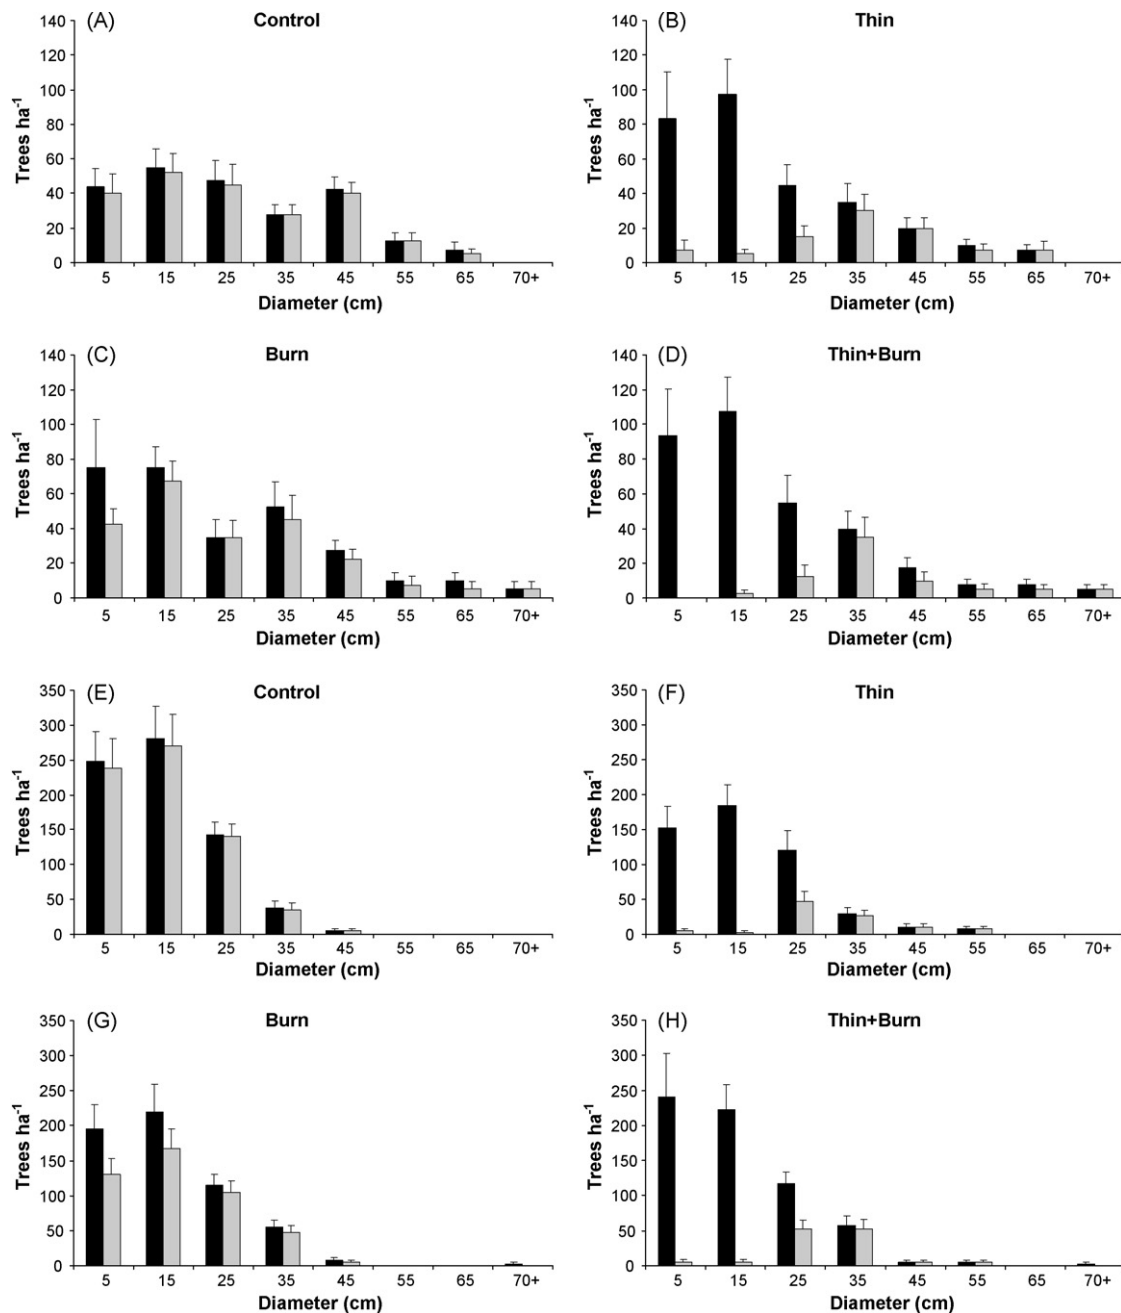 (A) Control
140
120
100
80
60
40
20
0
Trees ha⁻¹
5 15 25 35 45 55 65 70+
Diameter (cm)
(B) Thin
140
120
100
80
60
40
20
0
Trees ha⁻¹
5 15 25 35 45 55 65 70+
Diameter (cm)
(C) Burn
140
120
100
80
60
40
20
0
Trees ha⁻¹
5 15 25 35 45 55 65 70+
Diameter (cm)
(D) Thin+Burn
140
120
100
80
60
40
20
0
Trees ha⁻¹
5 15 25 35 45 55 65 70+
Diameter (cm)
(E) Control
350
300
250
200
150
100
50
0
Trees ha⁻¹
5 15 25 35 45 55 65 70+
Diameter (cm)
(F) Thin
350
300
250
200
150
100
50
0
Trees ha⁻¹
5 15 25 35 45 55 65 70+
Diameter (cm)
(G) Burn
350
300
250
200
150
100
50
0
Trees ha⁻¹
5 15 25 35 45 55 65 70+
Diameter (cm)
(H) Thin+Burn
350
300
250
200
150
100
50
0
Trees ha⁻¹
5 15 25 35 45 55 65 70+
Diameter (cm)